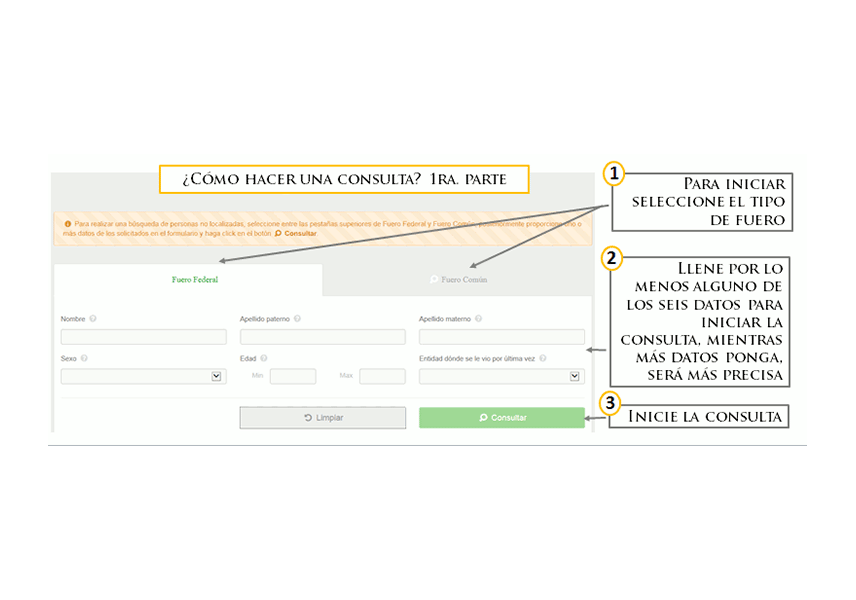 ¿Cómo hacer una consulta? 1ra. parte
1
Para iniciar
seleccione el tipo
de fuero
Para realizar una búsqueda de personas no localizadas, seleccione entre las pestañas superiores de Fuero Federal y Fuero Común, posteriormente proporcione uno o
más datos de los solicitados en el formulario y haga click en el botón Consultar
Fuero Federal
Fuero Común
2
Llene por lo
menos alguno de
los seis datos para
iniciar la
consulta, mientras
más datos ponga,
será más precisa
Nombre
Apellido paterno
Apellido materno
Sexo
Edad
Entidad dónde se le vio por última vez
Min
Max
Limpiar
Consultar
3
Inicie la consulta